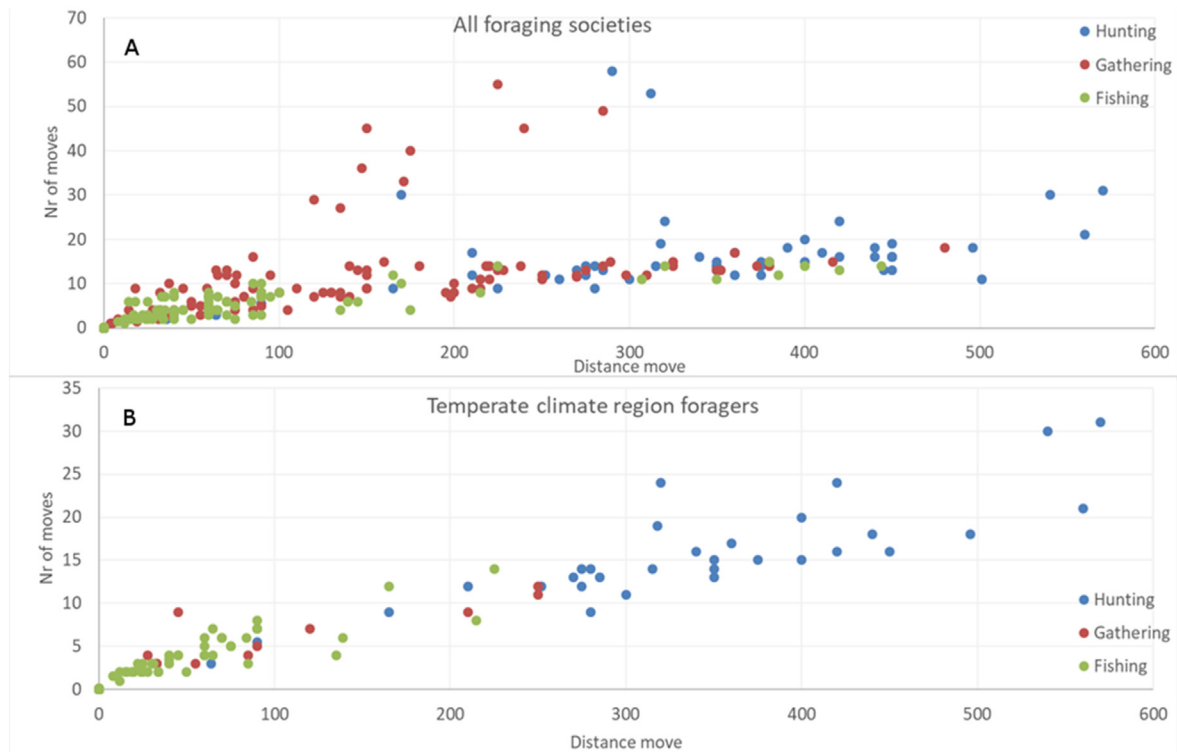 All foraging societies
A
Hunting
Gathering
Fishing
Nr of moves
70
60
50
40
30
20
10
0
0 100 200 300 400 500 600
Distance move
Temperate climate region foragers
B
Nr of moves
35
30
25
20
15
10
5
0
Hunting
Gathering
Fishing
0 100 200 300 400 500 600
Distance move